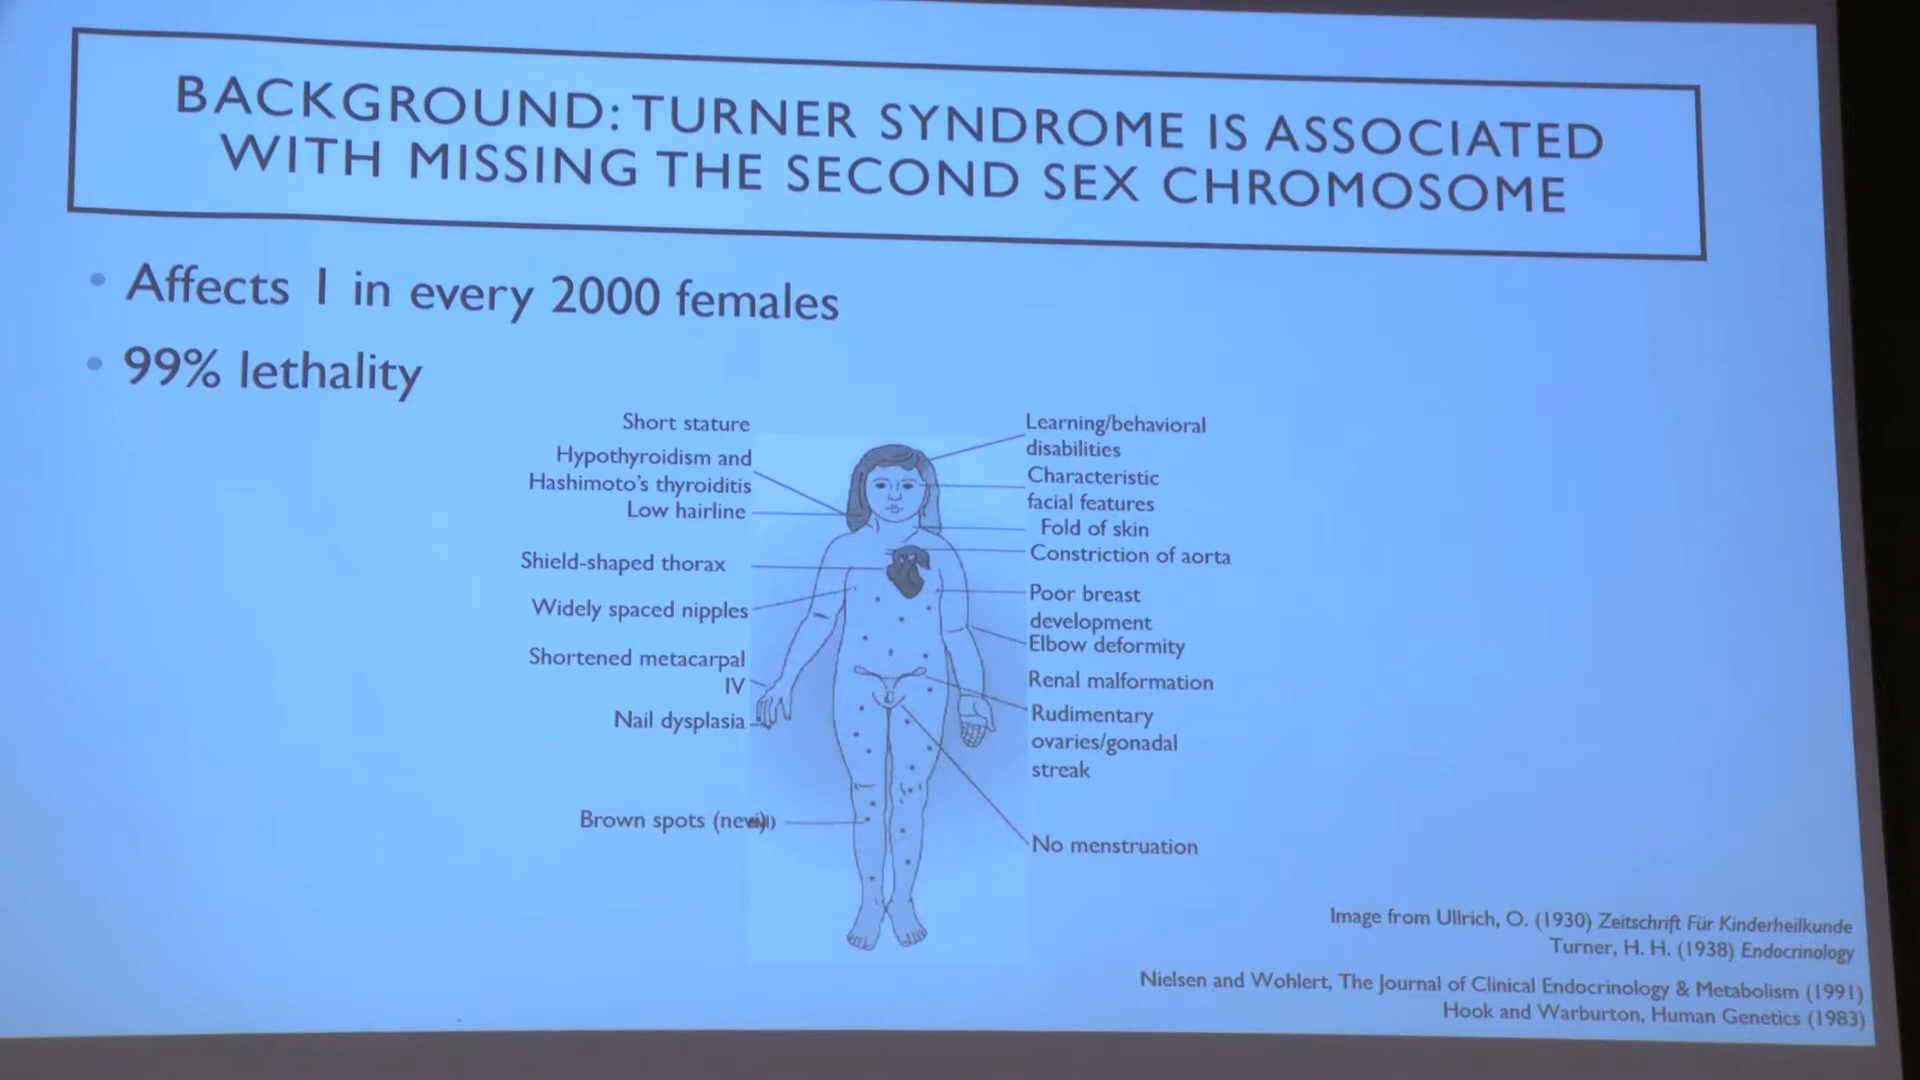 BACKGROUND: TURNER SYNDROME IS ASSOCIATED
WITH MISSING THE SECOND SEX CHROMOSOME
• Affects 1 in every 2000 females
• 99% lethality
Short stature
Hypothyroidism and
Hashimoto's thyroiditis
Low hairline
Shield-shaped thorax
Widely spaced nipples
Shortened metacarpal
IV
Nail dysplasia
Brown spots
Learning/behavioral
disabilities
Characteristic
facial features
Fold of skin
Constriction of aorta
Poor breast
development
Elbow deformity
Renal malformation
Rudimentary
ovaries/gonadal
streak
No menstruation
Image from Ullrich, O. (1930) Zeitschrift Für Kinderheilkunde
Turner, H. H. (1938) Endocrinology
Nielsen and Wohlert, The Journal of Clinical Endocrinology & Metabolism (1991)
Hook and Warburton, Human Genetics (1983)